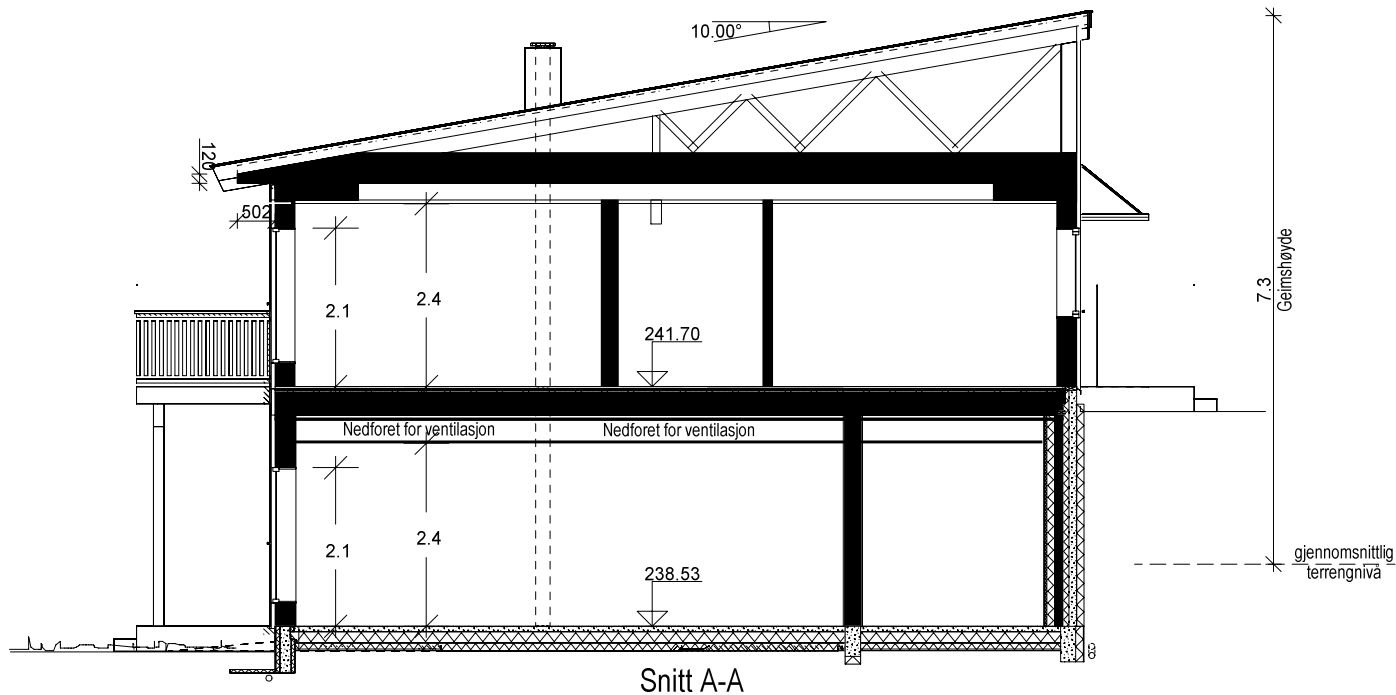 10.00°
120
502
2.1
2.4
241.70
7.3
Geimshøyde
Nedforet for ventilasjon
Nedforet for ventilasjon
2.1
2.4
238.53
gjennomsnittlig
terrengnivå
Snitt A-A